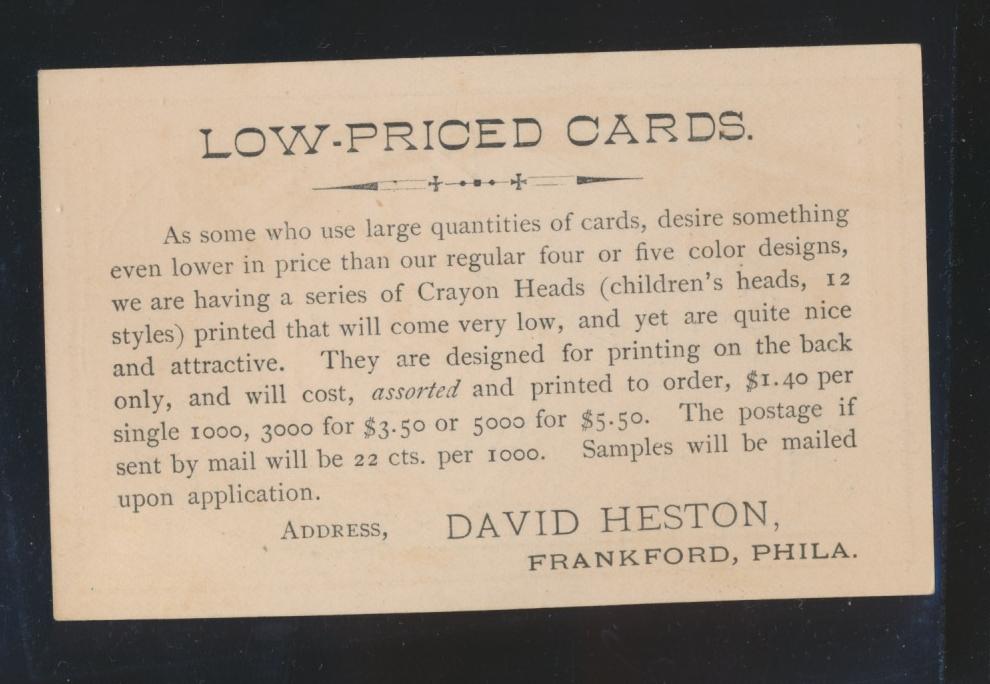 LOW-PRICED CARDS.
As some who use large quantities of cards, desire something
even lower in price than our regular four or five color designs,
we are having a series of Crayon Heads (children's heads, 12
styles) printed that will come very low, and yet are quite nice
and attractive. They are designed for printing on the back
only, and will cost, assorted and printed to order, $1.40 per
single 1000, 3000 for $3.50 or 5000 for $5.50. The postage if
sent by mail will be 22 cts. per 1000. Samples will be mailed
upon application.
ADDRESS, DAVID HESTON,
FRANKFORD, PHILA.